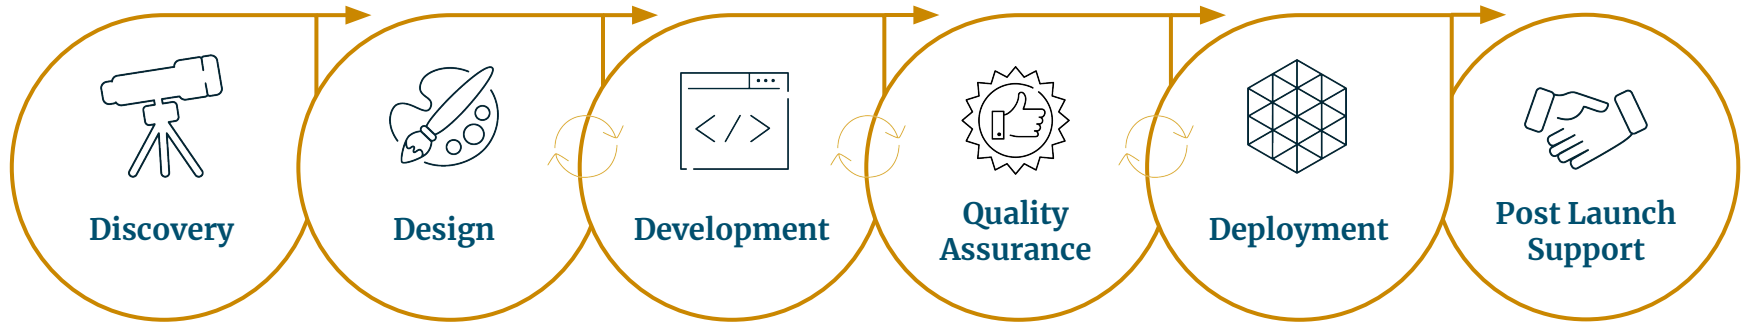 Discovery
Design
Development
Quality
Assurance
Deployment
Post Launch
Support